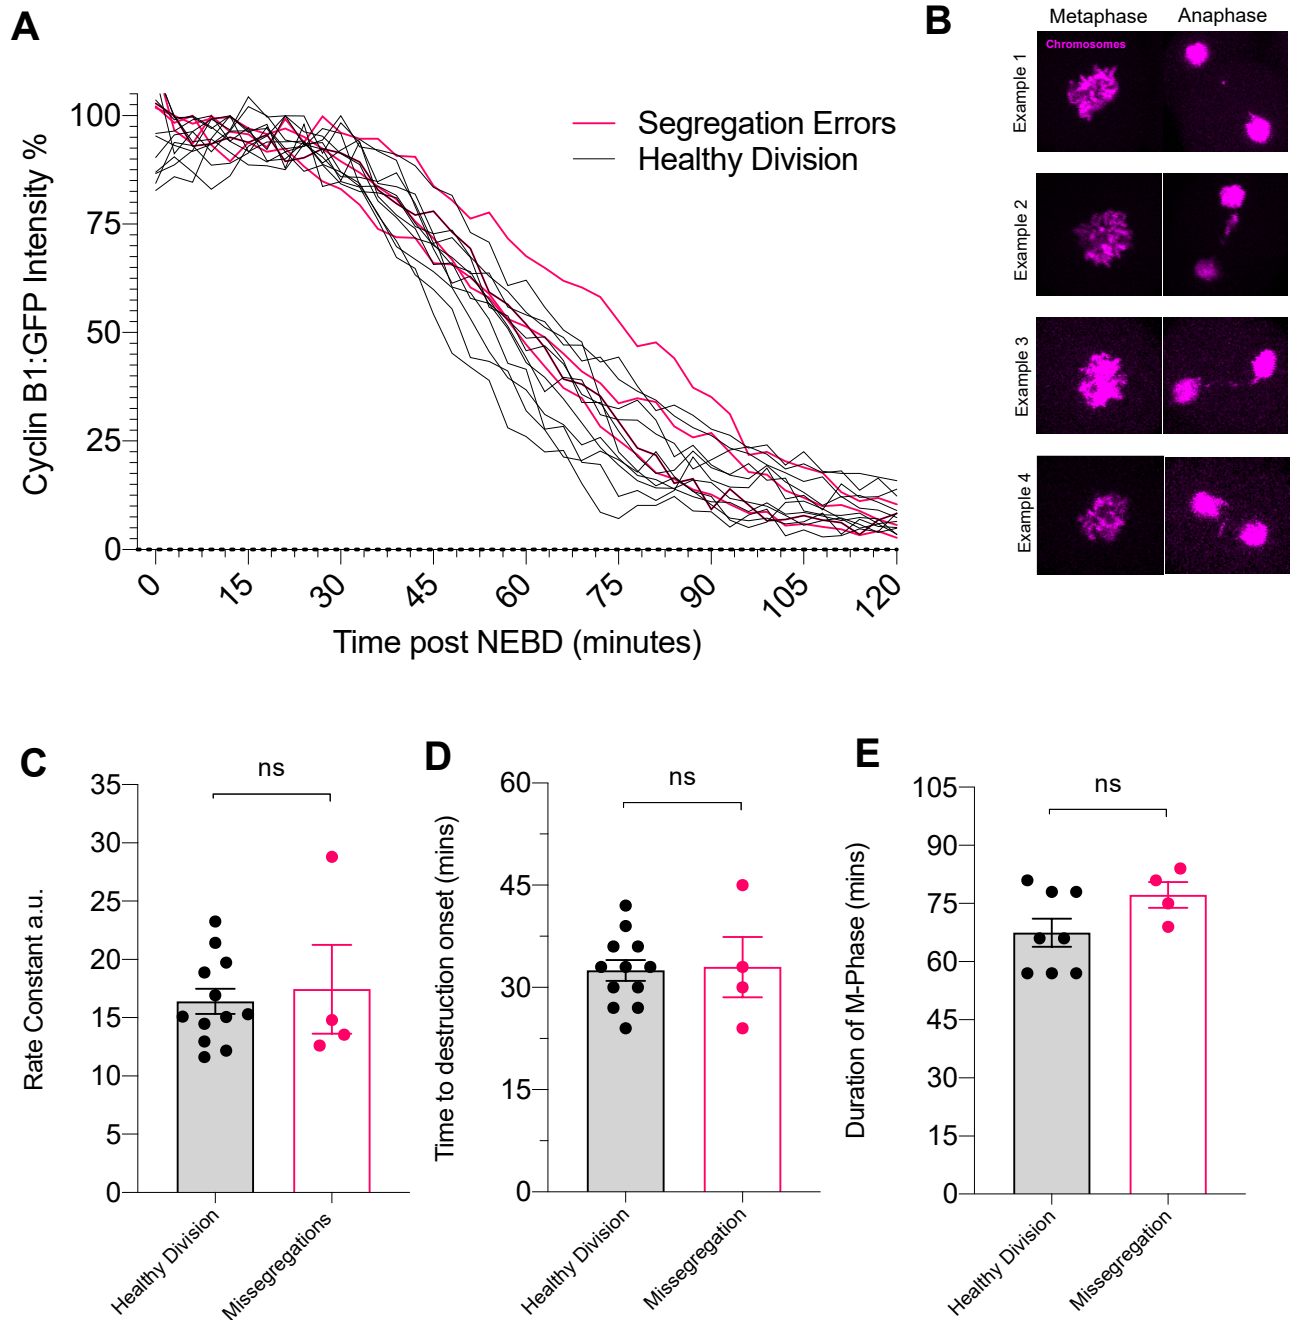 A
Cyclin B1:GFP Intensity %
100
75
50
25
0
Segregation Errors
Healthy Division
0
15
30
45
60
75
90
105
120
Time post NEBD (minutes)
B
Metaphase
Anaphase
Chromosomes
Example 1
Example 2
Example 3
Example 4
C
ns
Rate Constant a.u.
35
30
25
20
15
10
5
0
Healthy Division
Missegregations
D
ns
Time to destruction onset (mins)
60
45
30
15
0
Healthy Division
Missegregation
E
ns
Duration of M-Phase (mins)
105
90
75
60
45
30
15
0
Healthy Division
Missegregation